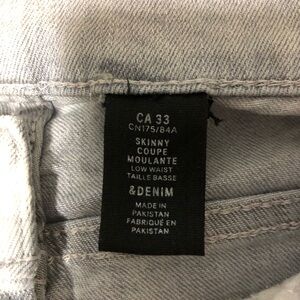 CA 33
CN175/84A
SKINNY
COUPE
MOULANTE
LOW WAIST
TAILLE BASSE
&DENIM
MADE IN
PAKISTAN
FABRIQUÉ EN
PAKISTAN